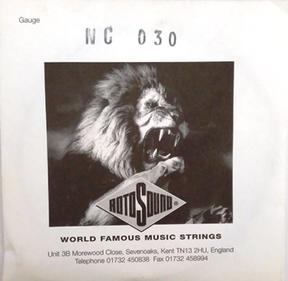 Gauge
NC 030
ROTOSOUND
WORLD FAMOUS MUSIC STRINGS
Unit 3B Morewood Close, Sevenoaks, Kent TN13 2HU, England
Telephone 01732 450838 Fax 01732 458994